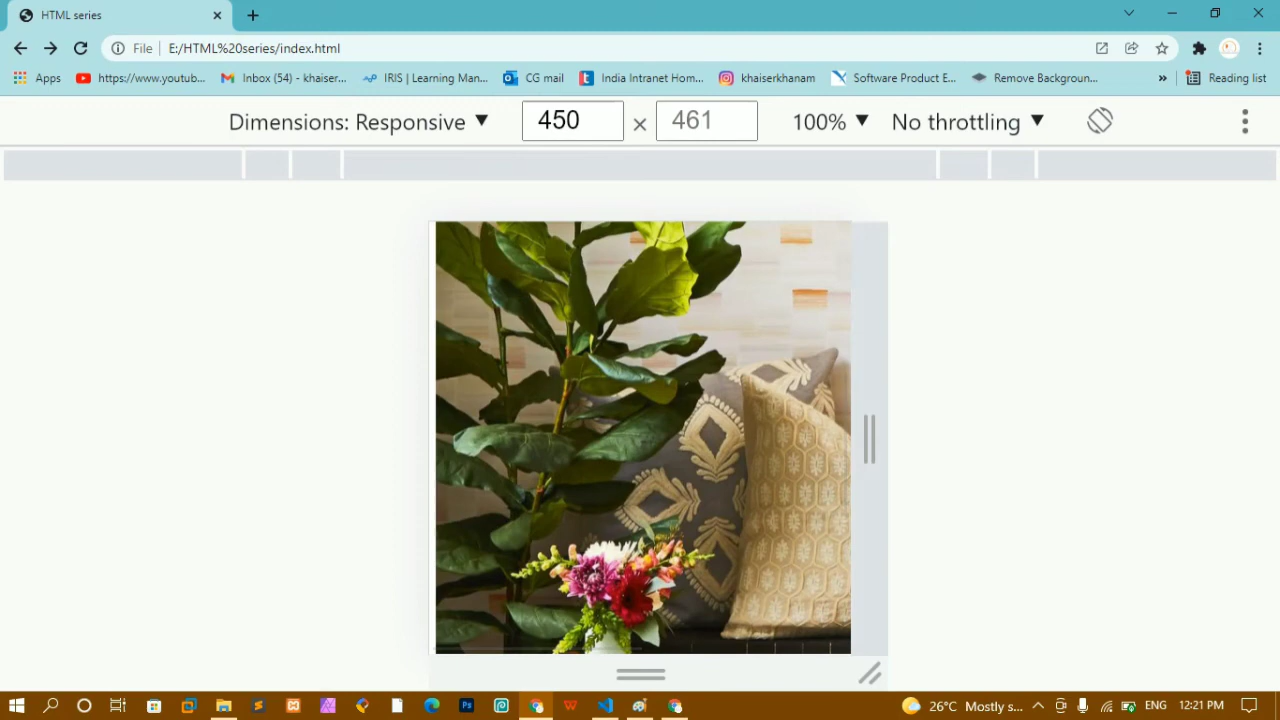 HTML series
File
E:/HTML%20series/index.html
Apps
https://www.youtub...
Inbox (54) - khaiser...
IRIS | Learning Man...
CG mail
India Intranet Hom...
khaiserkhanam
Software Product E...
Remove Backgroun...
»
Reading list
Dimensions: Responsive
450
×
461
100%
No throttling
Ps
26°C Mostly s...
ENG
12:21 PM